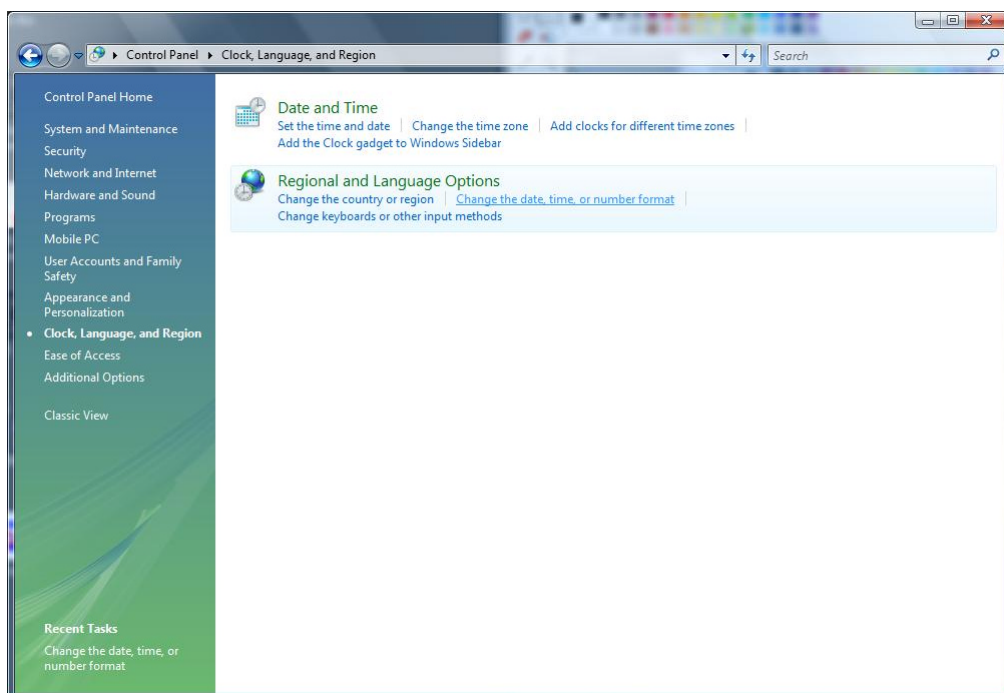 Control Panel Clock, Language, and Region
Search
Control Panel Home
System and Maintenance
Security
Network and Internet
Hardware and Sound
Programs
Mobile PC
User Accounts and Family
Safety
Appearance and
Personalization
Clock, Language, and Region
Ease of Access
Additional Options
Classic View
Recent Tasks
Change the date, time, or
number format
Date and Time
Set the time and date Change the time zone Add clocks for different time zones
Add the Clock gadget to Windows Sidebar
Regional and Language Options
Change the country or region Change the date, time, or number format
Change keyboards or other input methods